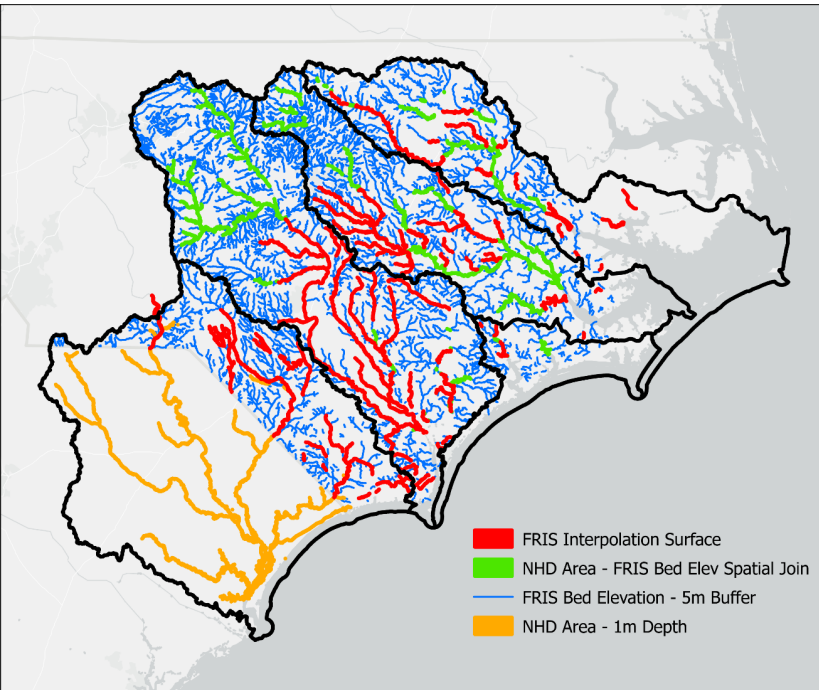 FRIS Interpolation Surface
NHD Area - FRIS Bed Elev Spatial Join
FRIS Bed Elevation - 5m Buffer
NHD Area - 1m Depth